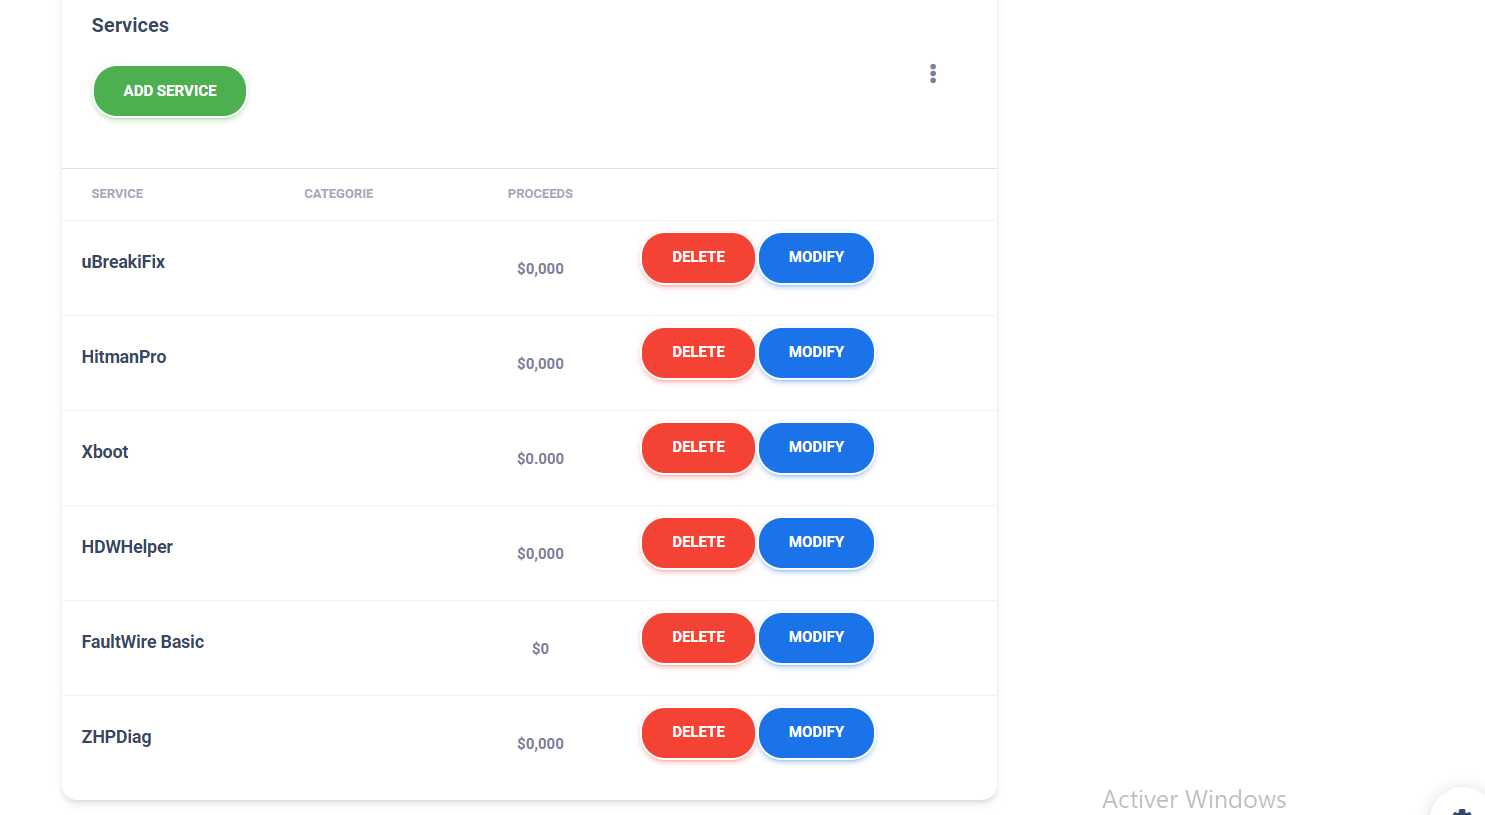 Services
ADD SERVICE
SERVICE CATEGORIE PROCEEDS
uBreakiFix $0,000 DELETE MODIFY
HitmanPro $0,000 DELETE MODIFY
Xboot $0.000 DELETE MODIFY
HDWHelper $0,000 DELETE MODIFY
FaultWire Basic $0 DELETE MODIFY
ZHPDiag $0,000 DELETE MODIFY
Activer Windows